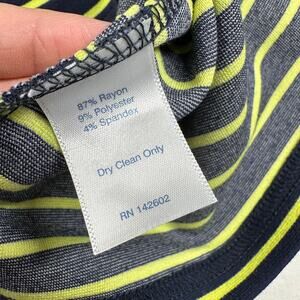 87% Rayon
9% Polyester
4% Spandex
Dry Clean Only
RN 142602